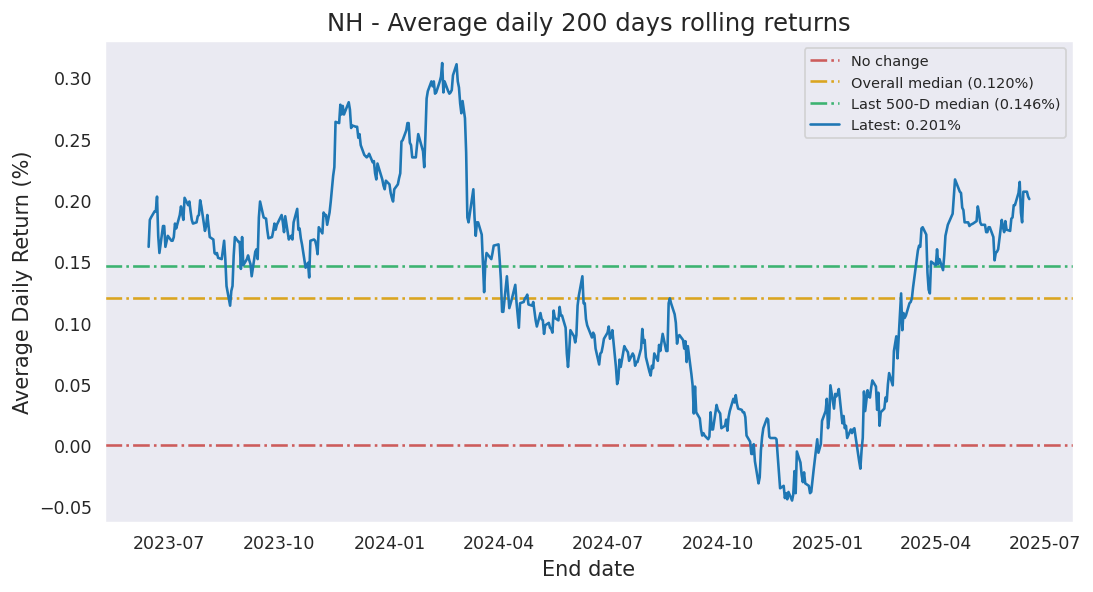 NH - Average daily 200 days rolling returns
No change
Overall median (0.120%)
Last 500-D median (0.146%)
Latest: 0.201%
Average Daily Return (%)
0.30
0.25
0.20
0.15
0.10
0.05
0.00
−0.05
2023-07 2023-10 2024-01 2024-04 2024-07 2024-10 2025-01 2025-04 2025-07
End date